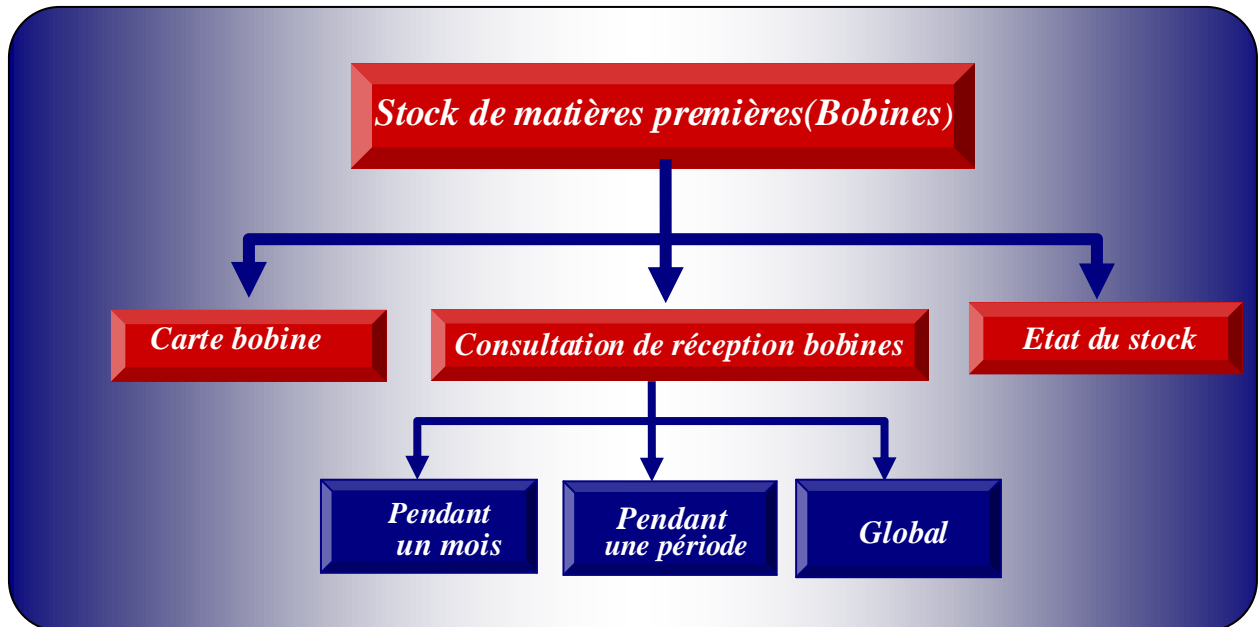 Stock de matières premières(Bobines)
Carte bobine
Consultation de réception bobines
Etat du stock
Pendant
un mois
Pendant
une période
Global